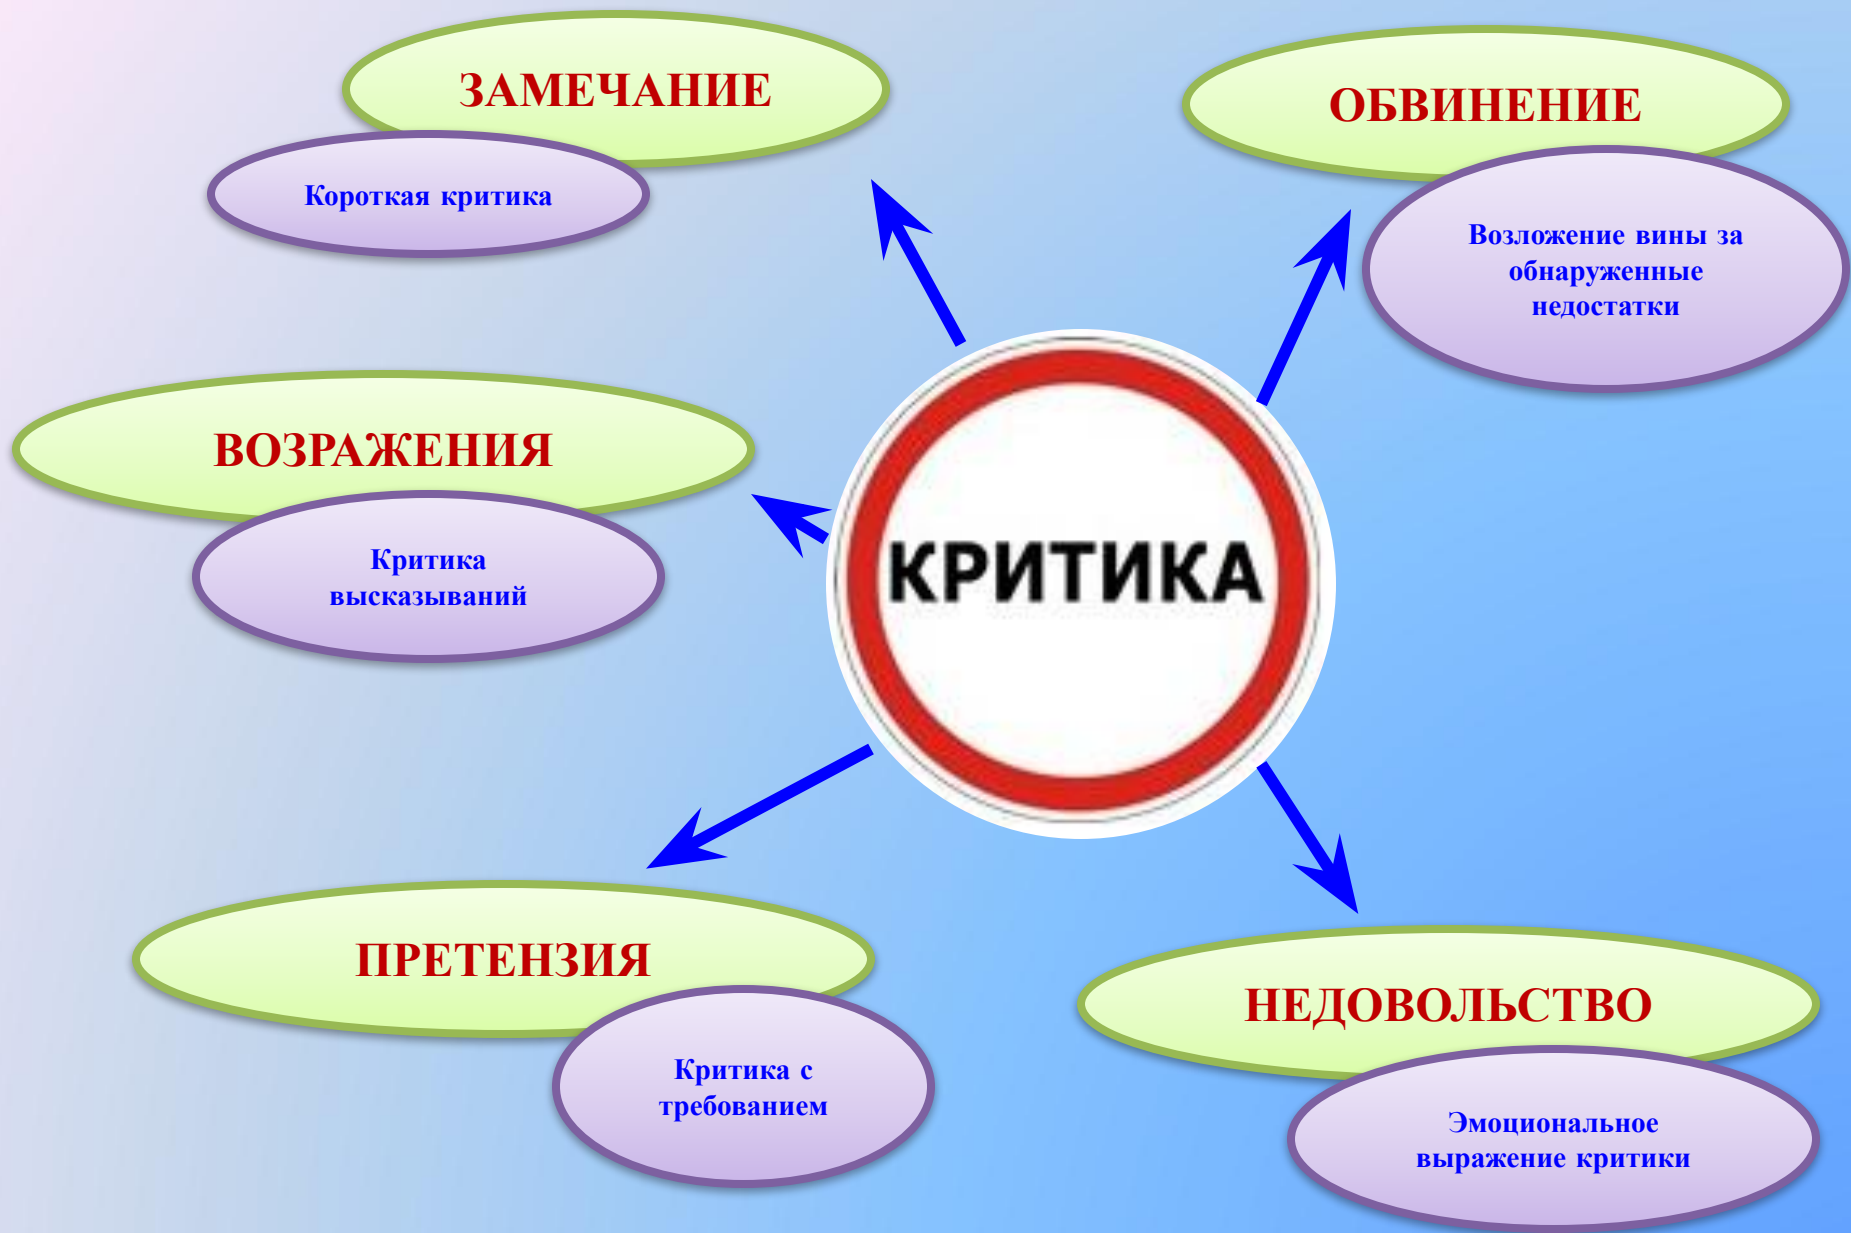 ЗАМЕЧАНИЕ
Короткая критика
ОБВИНЕНИЕ
Возложение вины за
обнаруженные
недостатки
ВОЗРАЖЕНИЯ
Критика
высказываний
КРИТИКА
ПРЕТЕНЗИЯ
Критика с
требованием
НЕДОВОЛЬСТВО
Эмоциональное
выражение критики